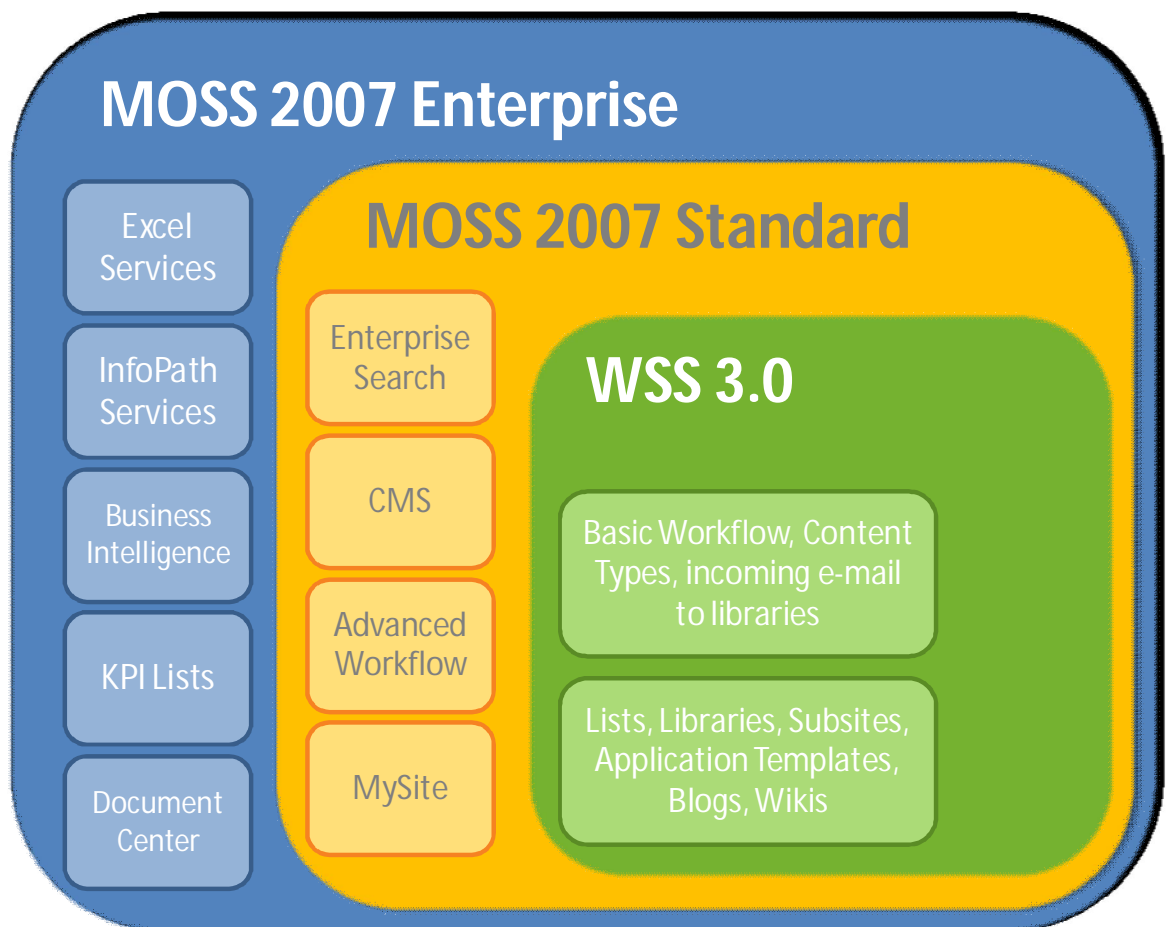 MOSS 2007 Enterprise
Excel
Services
InfoPath
Services
Business
Intelligence
KPI Lists
Document
Center
MOSS 2007 Standard
Enterprise
Search
CMS
Advanced
Workflow
MySite
WSS 3.0
Basic Workflow, Content
Types, incoming e-mail
to libraries
Lists, Libraries, Subsites,
Application Templates,
Blogs, Wikis